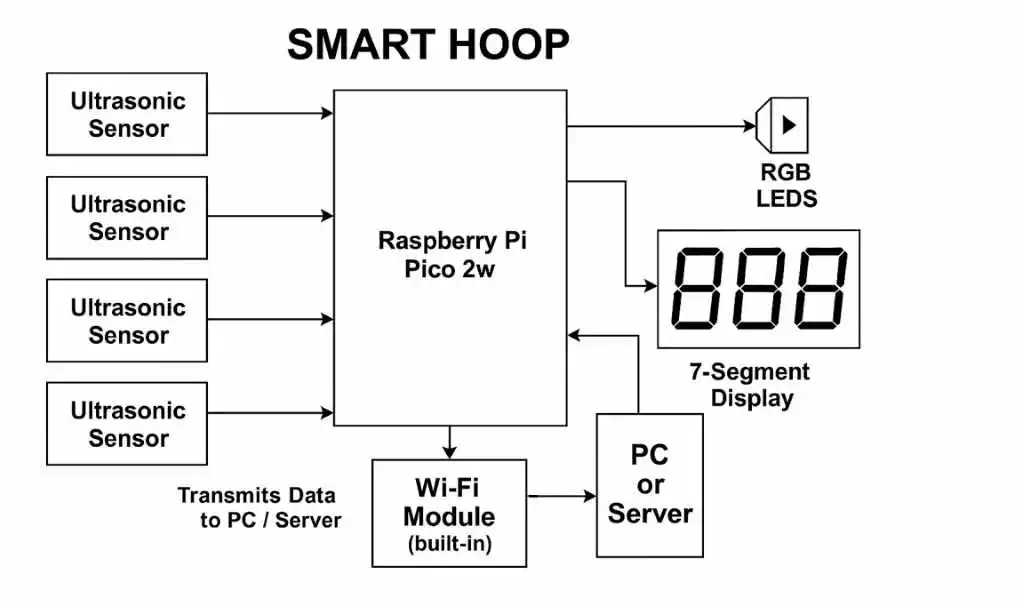 SMART HOOP
Ultrasonic
Sensor
Ultrasonic
Sensor
Ultrasonic
Sensor
Ultrasonic
Sensor
Raspberry Pi
Pico 2w
RGB
LEDS
888
7-Segment
Display
Transmits Data
to PC / Server
Wi-Fi
Module
(built-in)
PC
or
Server